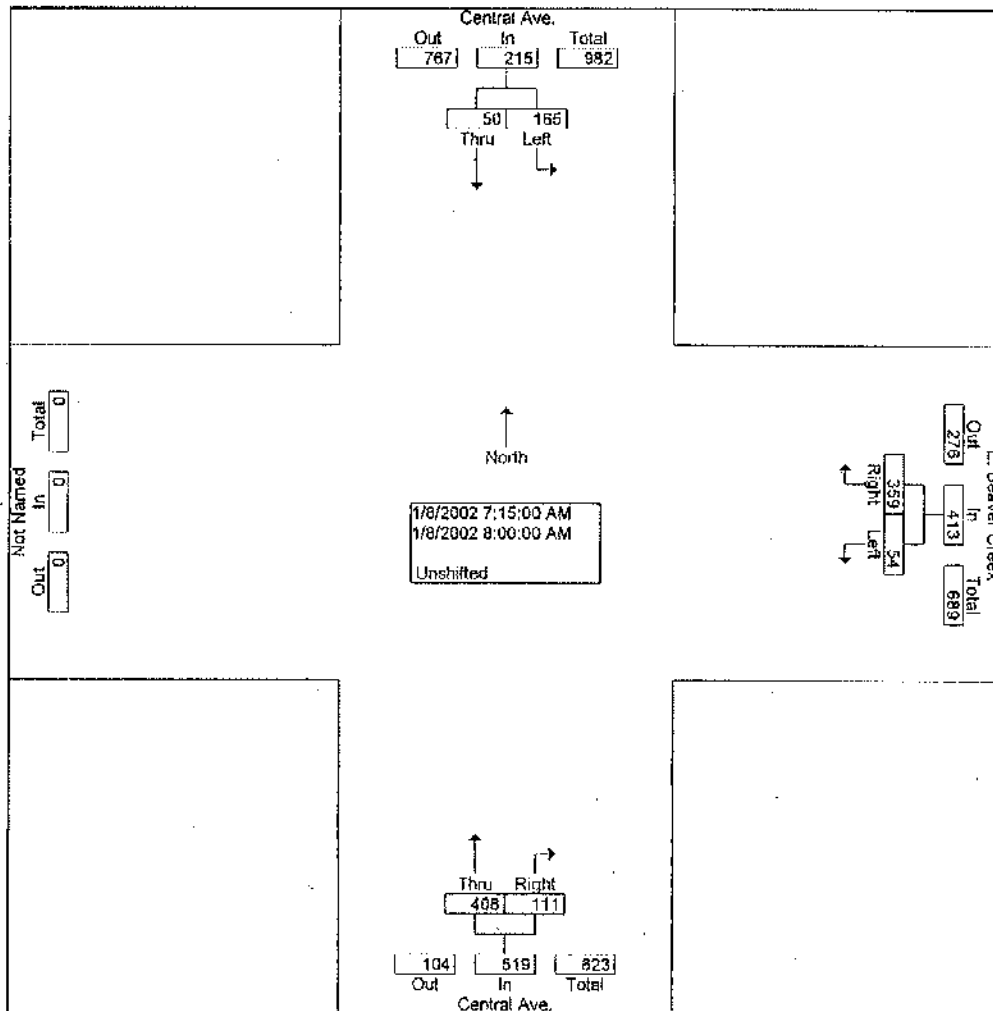 Central Ave.
Out In Total
767 215 982
50 165
Thru Left
Total In Out
0 0 0
Not Named
North
1/8/2002 7:15:00 AM
1/8/2002 8:00:00 AM
Unshifted
Beaver Creek
Out In Total
276 413 689
359 54
Right Left
Thru Right
408 111
104 519 623
Out In Total
Central Ave.